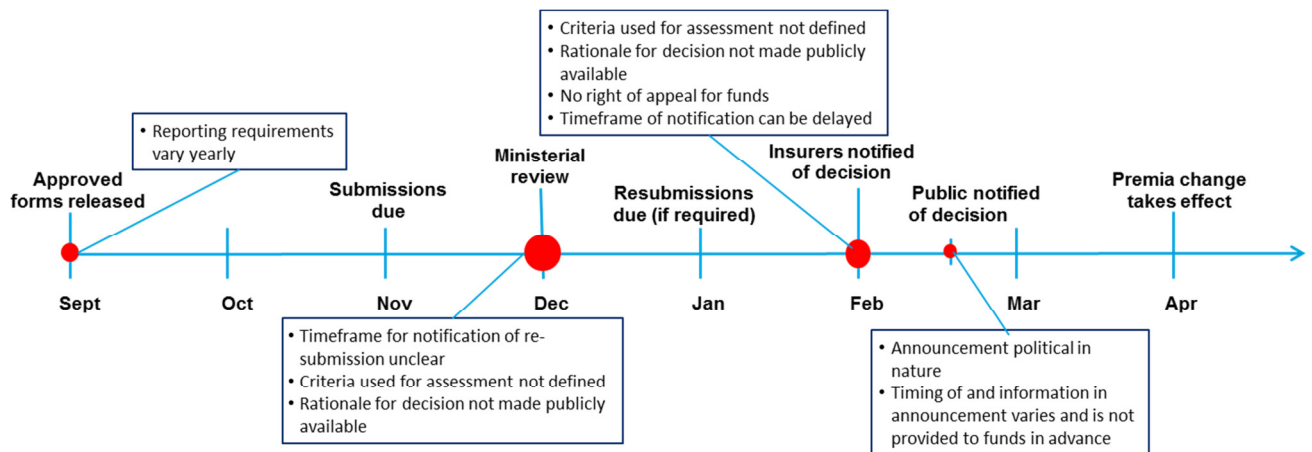 • Criteria used for assessment not defined
• Rationale for decision not made publicly
available
• No right of appeal for funds
• Timeframe of notification can be delayed
• Reporting requirements
vary yearly
Approved
forms released
Submissions
due
Ministerial
review
Resubmissions
due (if required)
Insurers notified
of decision
Public notified
of decision
Premia change
takes effect
Sept
Oct
Nov
Dec
Jan
Feb
Mar
Apr
• Timeframe for notification of re-
submission unclear
• Criteria used for assessment not defined
• Rationale for decision not made publicly
available
• Announcement political in
nature
• Timing of and information in
announcement varies and is not
provided to funds in advance